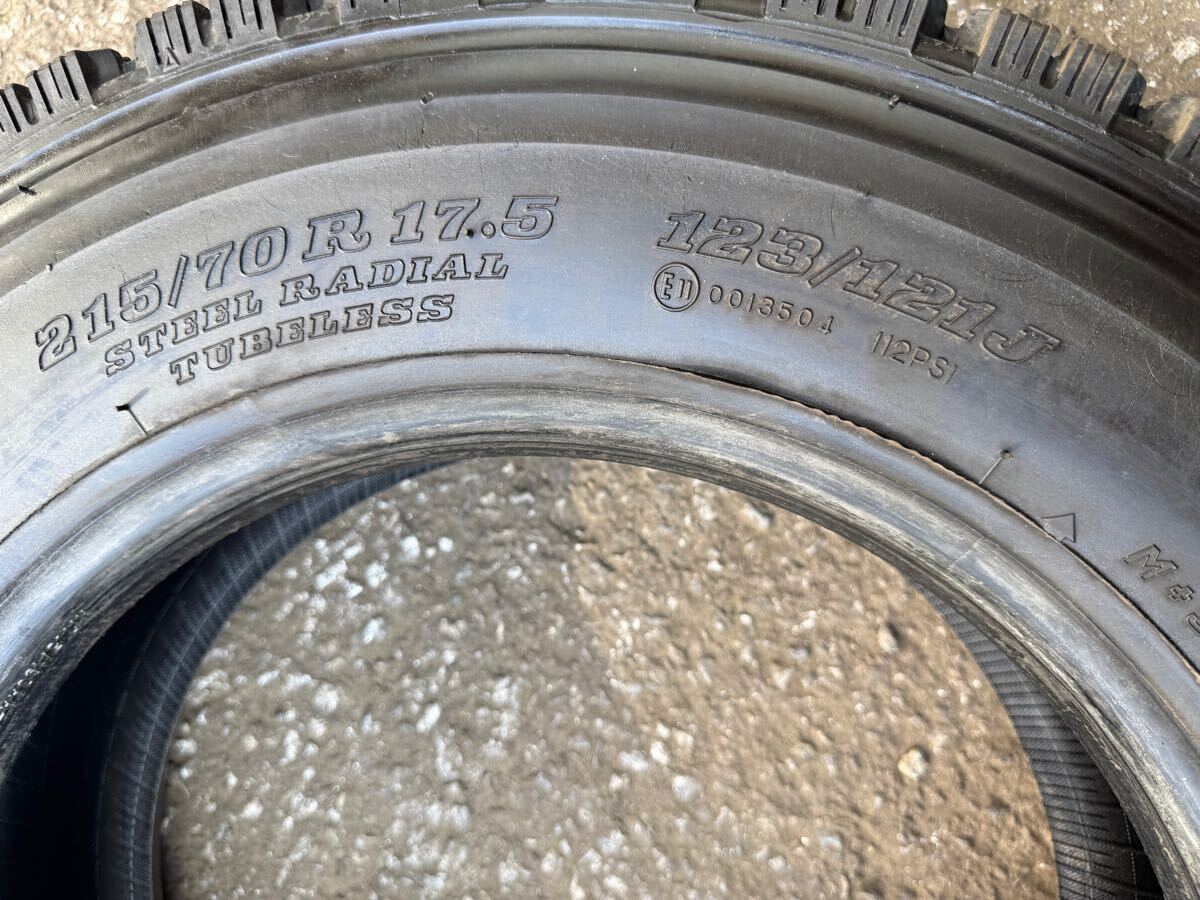 215/70 R 17.5
STEEL RADIAL
TUBELESS
123/121J
E11 0013504 112PSI
M+S